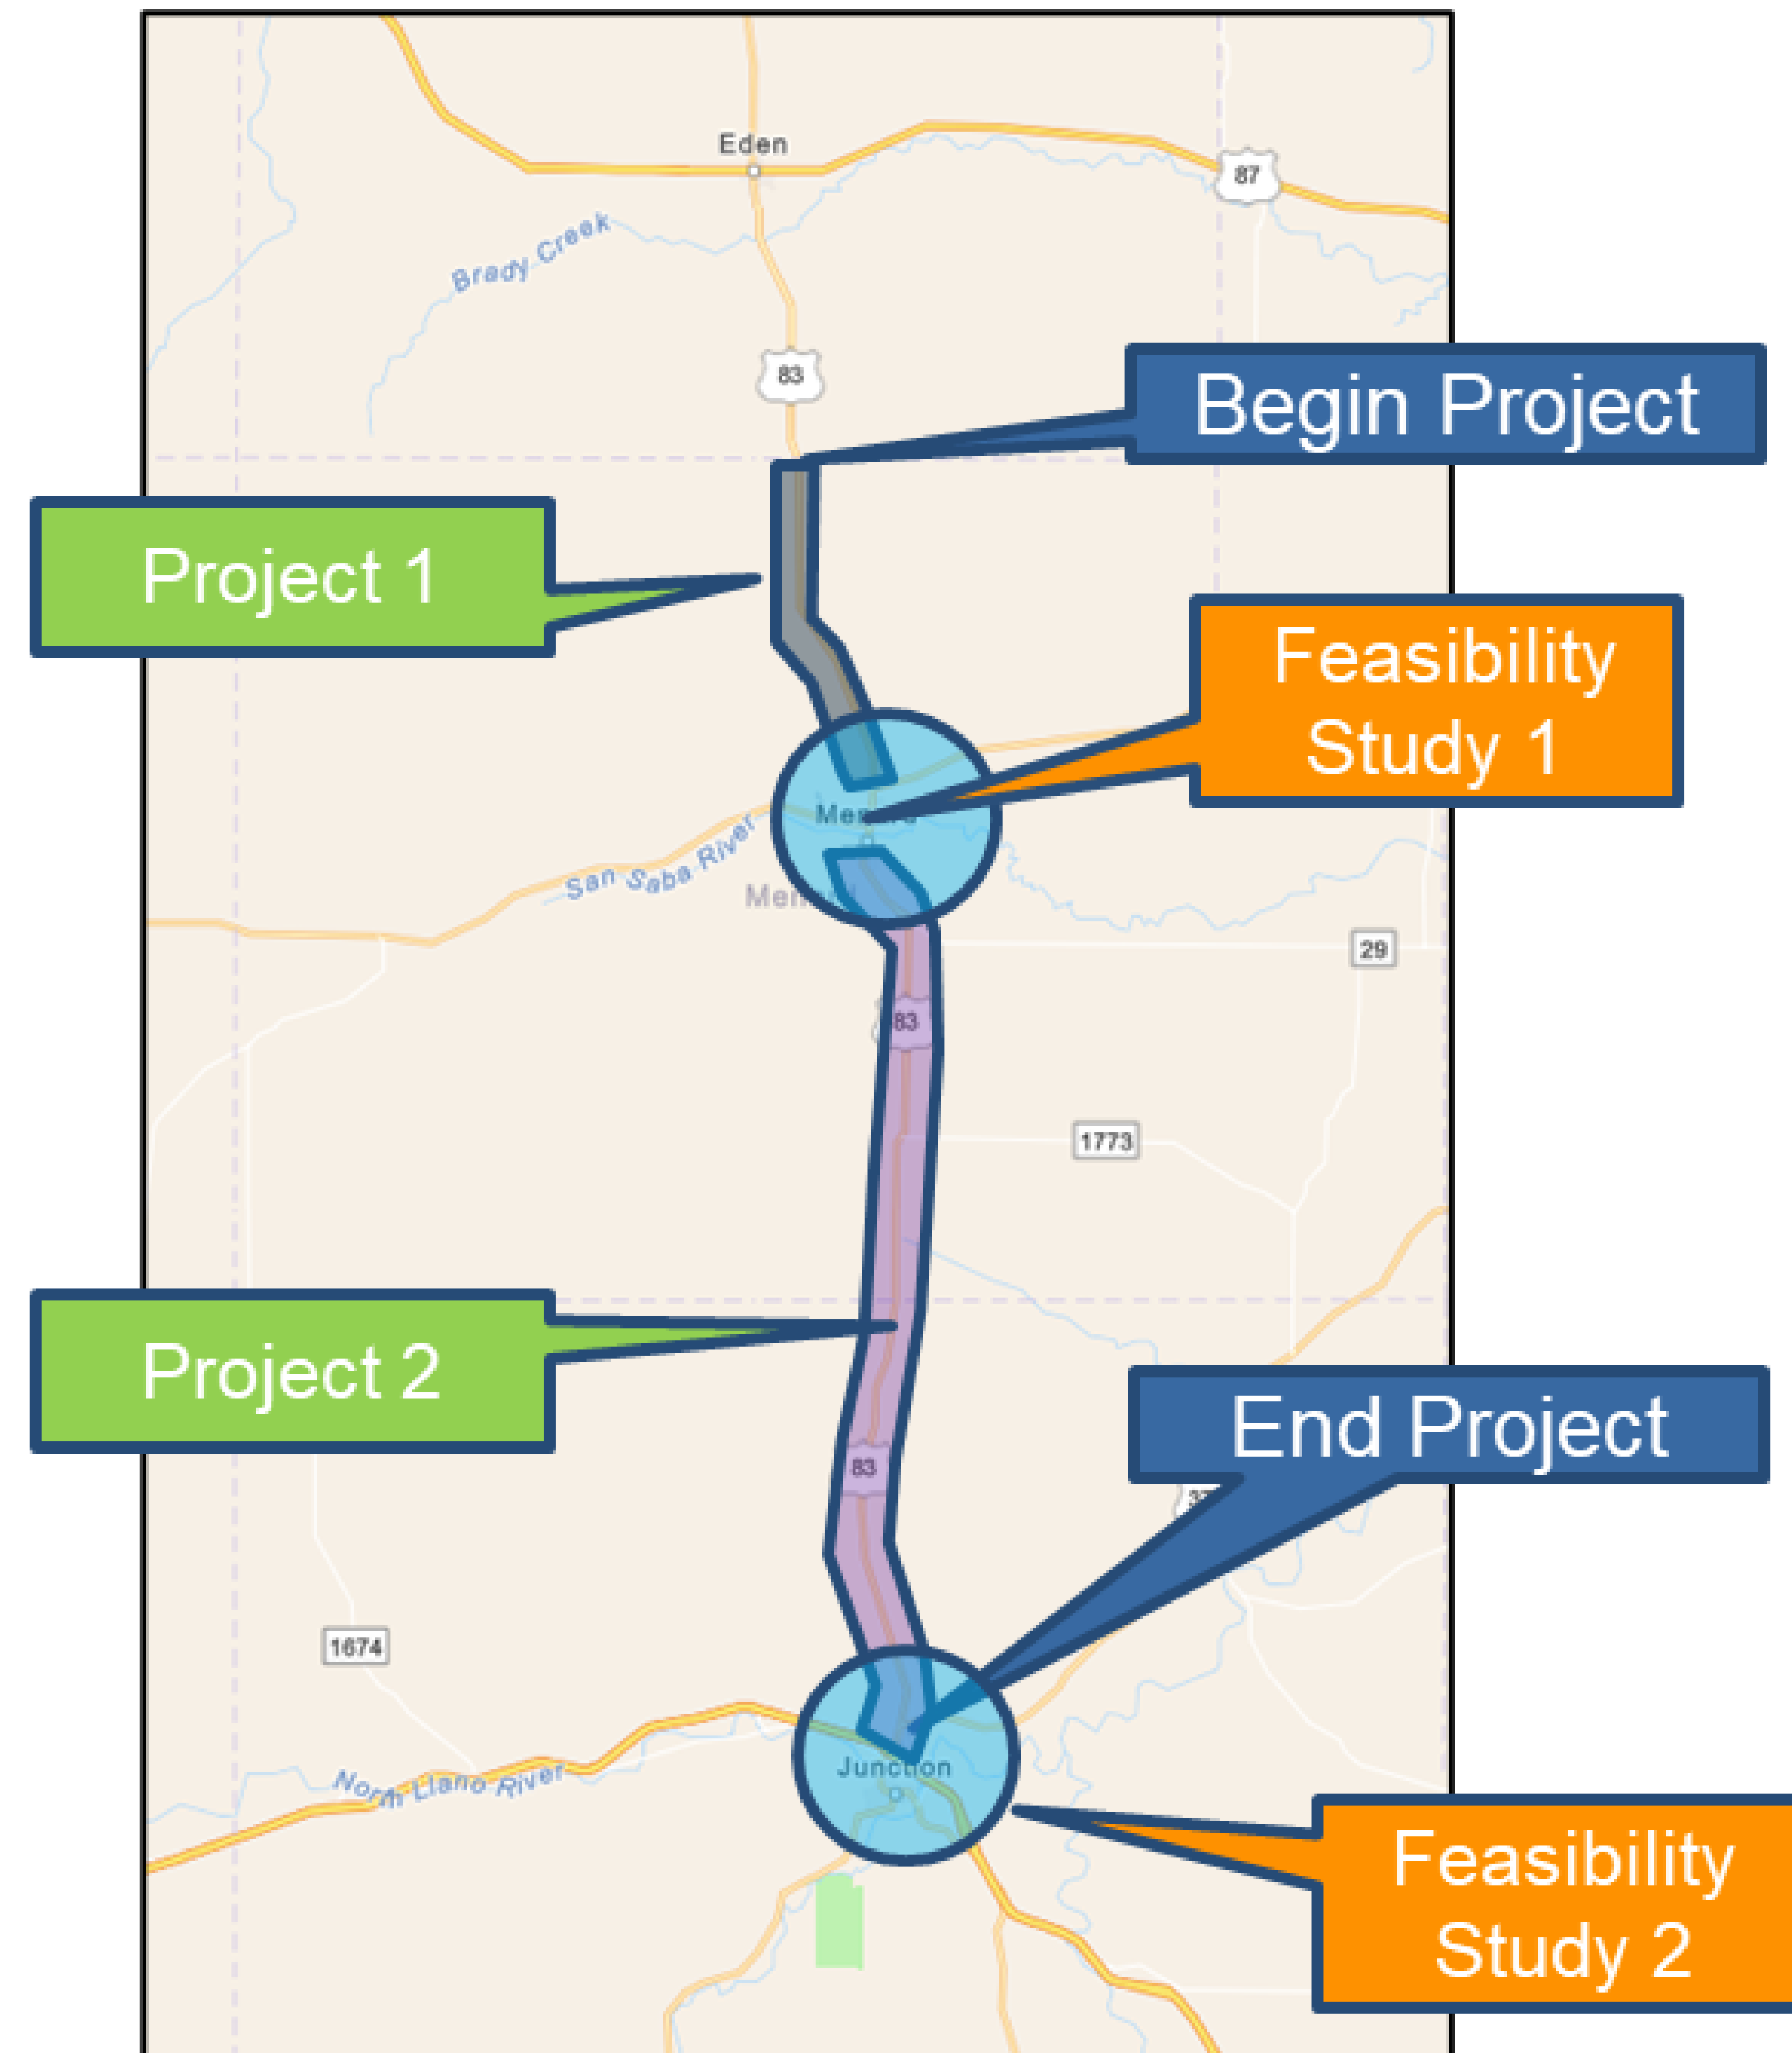 Eden
87
Brady Creek
83
Begin Project
Project 1
Feasibility
Study 1
San Saba River
29
83
1773
Project 2
End Project
83
1674
Junction
North Llano River
Feasibility
Study 2